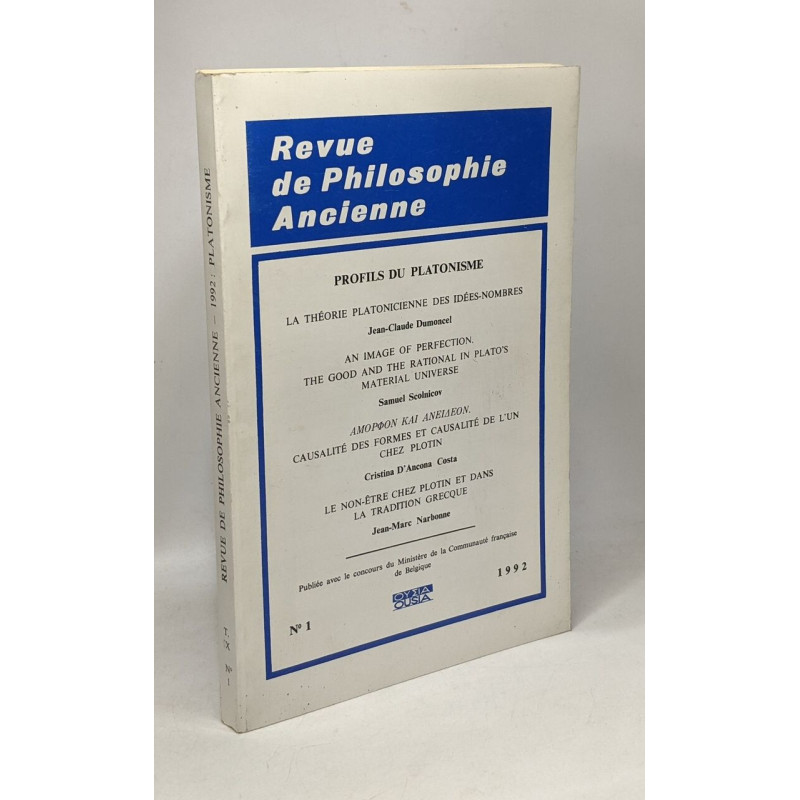 Revue
de Philosophie
Ancienne
PROFILS DU PLATONISME
LA THÉORIE PLATONICIENNE DES IDÉES-NOMBRES
Jean-Claude Dumoncel
AN IMAGE OF PERFECTION.
THE GOOD AND THE RATIONAL IN PLATO'S
MATERIAL UNIVERSE
Samuel Scolnicov
ΑΜΟΡΦΟΝ ΚΑΙ ΑΝΕΙΔΕΟΝ.
CAUSALITÉ DES FORMES ET CAUSALITÉ DE L'UN
CHEZ PLOTIN
Cristina D'Ancona Costa
LE NON-ÊTRE CHEZ PLOTIN ET DANS
LA TRADITION GRECQUE
Jean-Marc Narbonne
Publiée avec le concours du Ministère de la Communauté française
de Belgique
ΟΥΣΙΑ
OUSIA
Nº 1
1992
REVUE DE PHILOSOPHIE ANCIENNE – 1992 : PLATONISME
T. X Nº 1